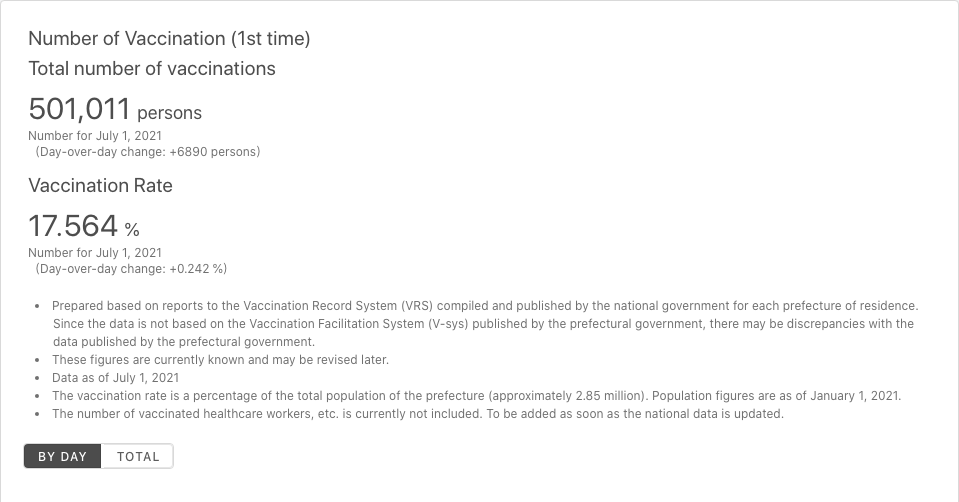 Number of Vaccination (1st time)
Total number of vaccinations
501,011 persons
Number for July 1, 2021
(Day-over-day change: +6890 persons)
Vaccination Rate
17.564 %
Number for July 1, 2021
(Day-over-day change: +0.242 %)
• Prepared based on reports to the Vaccination Record System (VRS) compiled and published by the national government for each prefecture of residence.
Since the data is not based on the Vaccination Facilitation System (V-sys) published by the prefectural government, there may be discrepancies with the
data published by the prefectural government.
• These figures are currently known and may be revised later.
• Data as of July 1, 2021
• The vaccination rate is a percentage of the total population of the prefecture (approximately 2.85 million). Population figures are as of January 1, 2021.
• The number of vaccinated healthcare workers, etc. is currently not included. To be added as soon as the national data is updated.
BY DAY TOTAL